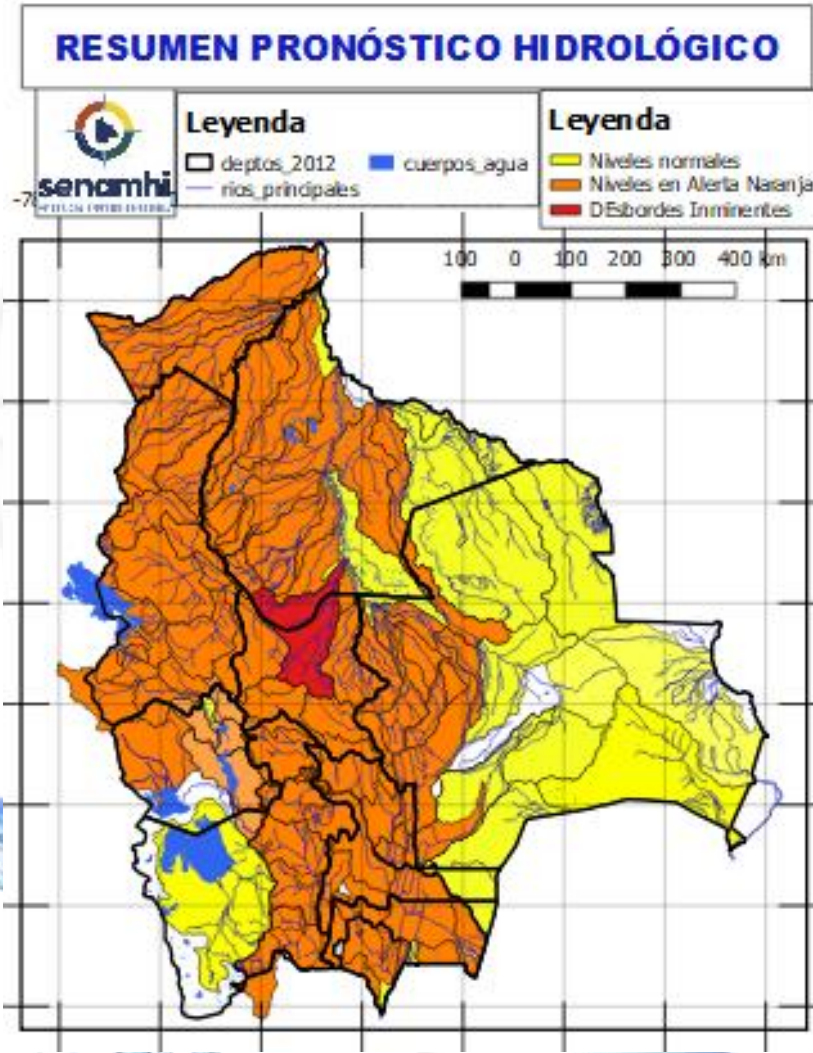 RESUMEN PRONÓSTICO HIDROLÓGICO
senamhi
Leyenda
deptos_2012
cuerpos_agua
rios_principales
Leyenda
Niveles normales
Niveles en Alerta Naranja
DEsbordes Inminentes
100 0 100 200 300 400 km